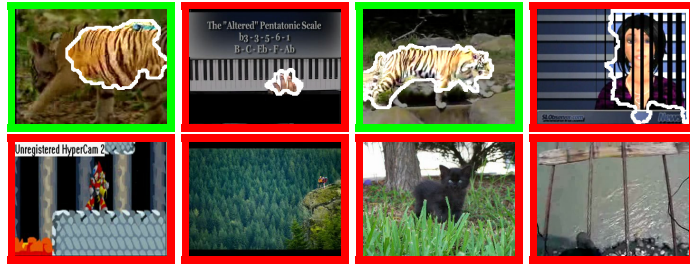 The "Altered" Pentatonic Scale
b3 - 3 - 5 - 6 - 1
B - C - Eb - F - Ab
Unregistered HyperCam 2